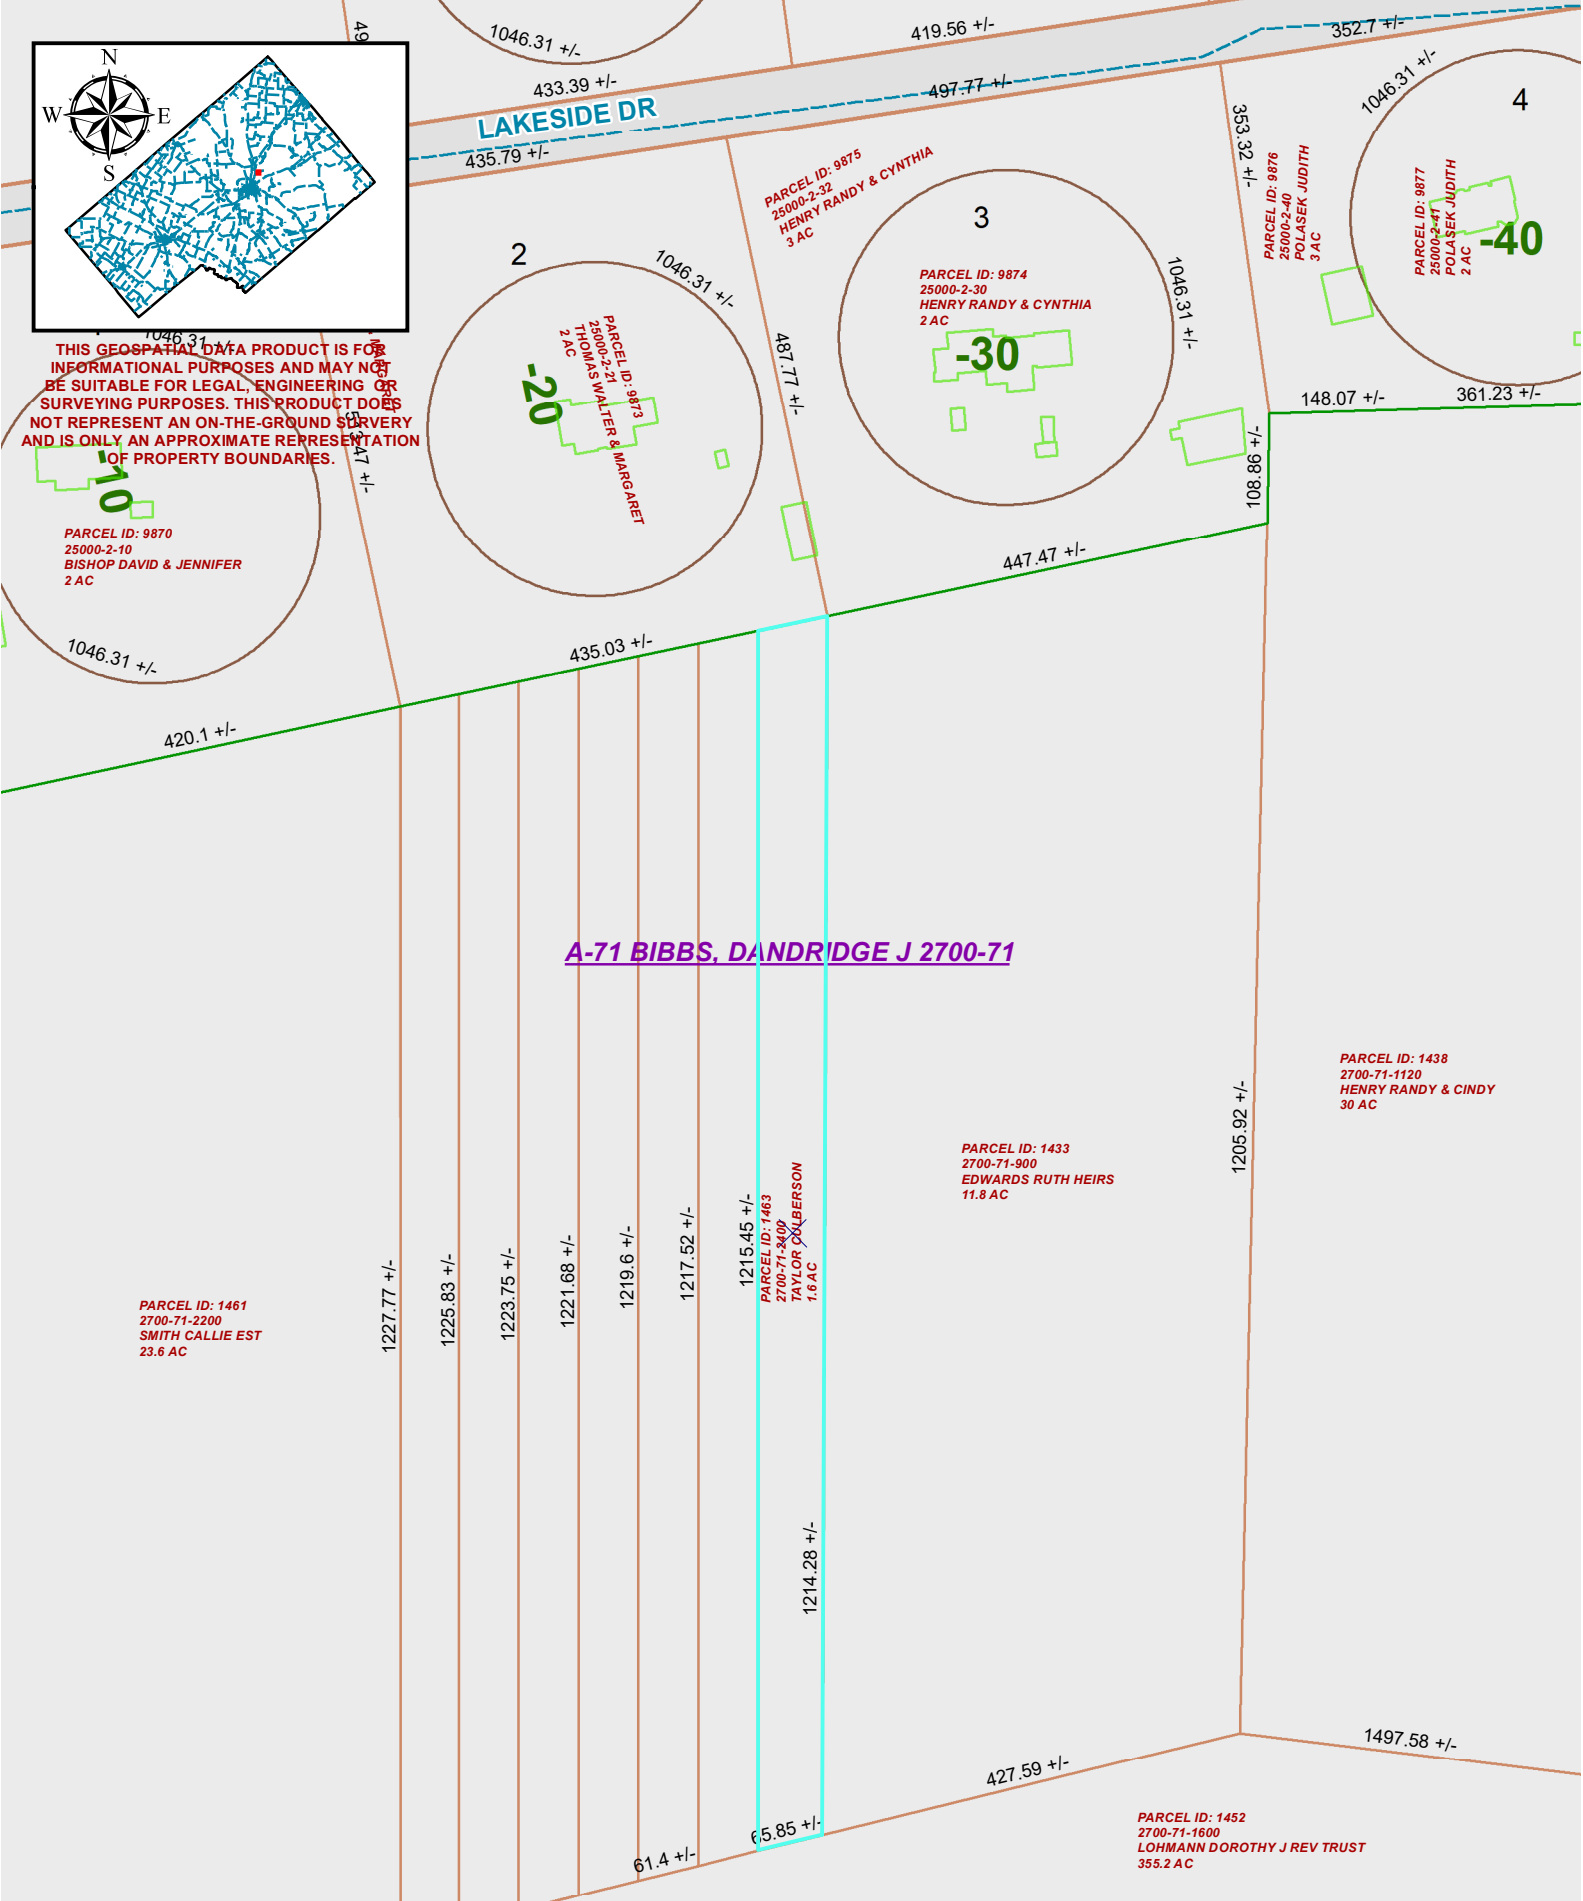 1046.31 +/-
419.56 +/-
352.7 +/-
49
N
W
E
S
433.39 +/-
497.77 +/-
LAKESIDE DR
435.79 +/-
1046.31 +/-
4
353.32 +/-
PARCEL ID: 9875
25000-2-32
HENRY RANDY & CYNTHIA
3 AC
PARCEL ID: 9876
25000-2-40
POLASEK JUDITH
3 AC
PARCEL ID: 9877
25000-2-41
POLASEK JUDITH
2 AC
-40
3
2
1046.31 +/-
1046.31 +/-
PARCEL ID: 9874
25000-2-30
HENRY RANDY & CYNTHIA
2 AC
-30
PARCEL ID: 9873
25000-2-21
THOMAS WALTER & MARGARET
2 AC
-20
487.77 +/-
1046.31 +/-
THIS GEOSPATIAL DATA PRODUCT IS FOR
INFORMATIONAL PURPOSES AND MAY NOT
BE SUITABLE FOR LEGAL, ENGINEERING OR
SURVEYING PURPOSES. THIS PRODUCT DOES
NOT REPRESENT AN ON-THE-GROUND SURVERY
AND IS ONLY AN APPROXIMATE REPRESENTATION
OF PROPERTY BOUNDARIES.
148.07 +/-
361.23 +/-
108.86 +/-
-10
PARCEL ID: 9870
25000-2-10
BISHOP DAVID & JENNIFER
2 AC
447.47 +/-
1046.31 +/-
435.03 +/-
420.1 +/-
A-71 BIBBS, DANDRIDGE J 2700-71
PARCEL ID: 1438
2700-71-1120
HENRY RANDY & CINDY
30 AC
1205.92 +/-
PARCEL ID: 1433
2700-71-900
EDWARDS RUTH HEIRS
11.8 AC
PARCEL ID: 1463
2700-71-2400
TAYLOR CULBERSON
1.6 AC
1227.77 +/-
1225.83 +/-
1223.75 +/-
1221.68 +/-
1219.6 +/-
1217.52 +/-
1215.45 +/-
PARCEL ID: 1461
2700-71-2200
SMITH CALLIE EST
23.6 AC
1214.28 +/-
1497.58 +/-
427.59 +/-
65.85 +/-
61.4 +/-
PARCEL ID: 1452
2700-71-1600
LOHMANN DOROTHY J REV TRUST
355.2 AC